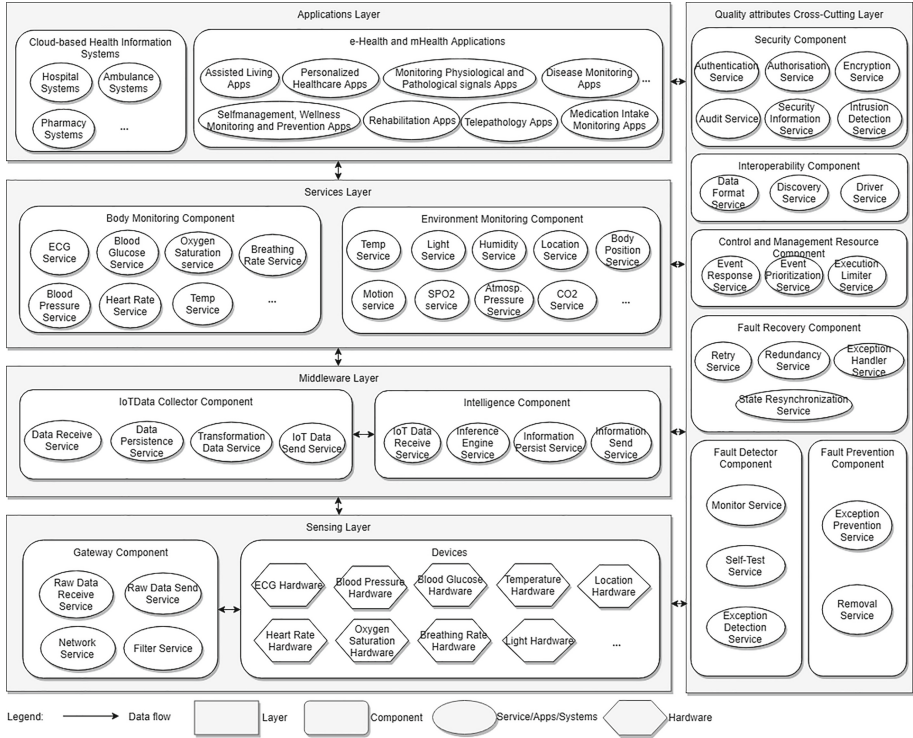 Applications Layer
Cloud-based Health Information
Systems
Hospital
Systems
Ambulance
Systems
Pharmacy
Systems
...
e-Health and mHealth Applications
Assisted Living
Apps
Personalized
Healthcare Apps
Monitoring Physiological and
Pathological signals Apps
Disease Monitoring
Apps
...
Selfmanagement, Wellness
Monitoring and Prevention Apps
Rehabilitation Apps
Telepathology Apps
Medication Intake
Monitoring Apps
Services Layer
Body Monitoring Component
ECG
Service
Blood
Glucose
Service
Oxygen
Saturation
service
Breathing
Rate Service
Blood
Pressure
Service
Heart Rate
Service
Temp
Service
...
Environment Monitoring Component
Temp
Service
Light
Service
Humidity
Service
Location
Service
Body
Position
Service
Motion
service
SPO2
service
Atmosp.
Pressure
Service
CO2
Service
...
Middleware Layer
IoTData Collector Component
Data Receive
Service
Data
Persistence
Service
Transformation
Data Service
IoT Data
Send Service
Intelligence Component
IoT Data
Receive
Service
Inference
Engine
Service
Information
Persist Service
Information
Send
Service
Sensing Layer
Gateway Component
Raw Data
Receive
Service
Raw Data Send
Service
Network
Service
Filter Service
Devices
ECG Hardware
Blood Pressure
Hardware
Blood Glucose
Hardware
Temperature
Hardware
Location
Hardware
Heart Rate
Hardware
Oxygen
Saturation
Hardware
Breathing Rate
Hardware
Light Hardware
...
Quality attributes Cross-Cutting Layer
Security Component
Authentication
Service
Authorisation
Service
Encryption
Service
Audit Service
Security
Information
Service
Intrusion
Detection
Service
Interoperability Component
Data
Format
Service
Discovery
Service
Driver
Service
Control and Management Resource
Component
Event
Response
Service
Event
Prioritization
Service
Execution
Limiter
Service
Fault Recovery Component
Retry
Service
Redundancy
Service
Exception
Handler
Service
State Resynchronization
Service
Fault Detector
Component
Monitor Service
Self-Test
Service
Exception
Detection
Service
Fault Prevention
Component
Exception
Prevention
Service
Removal
Service
Legend:
Data flow
Layer
Component
Service/Apps/Systems
Hardware